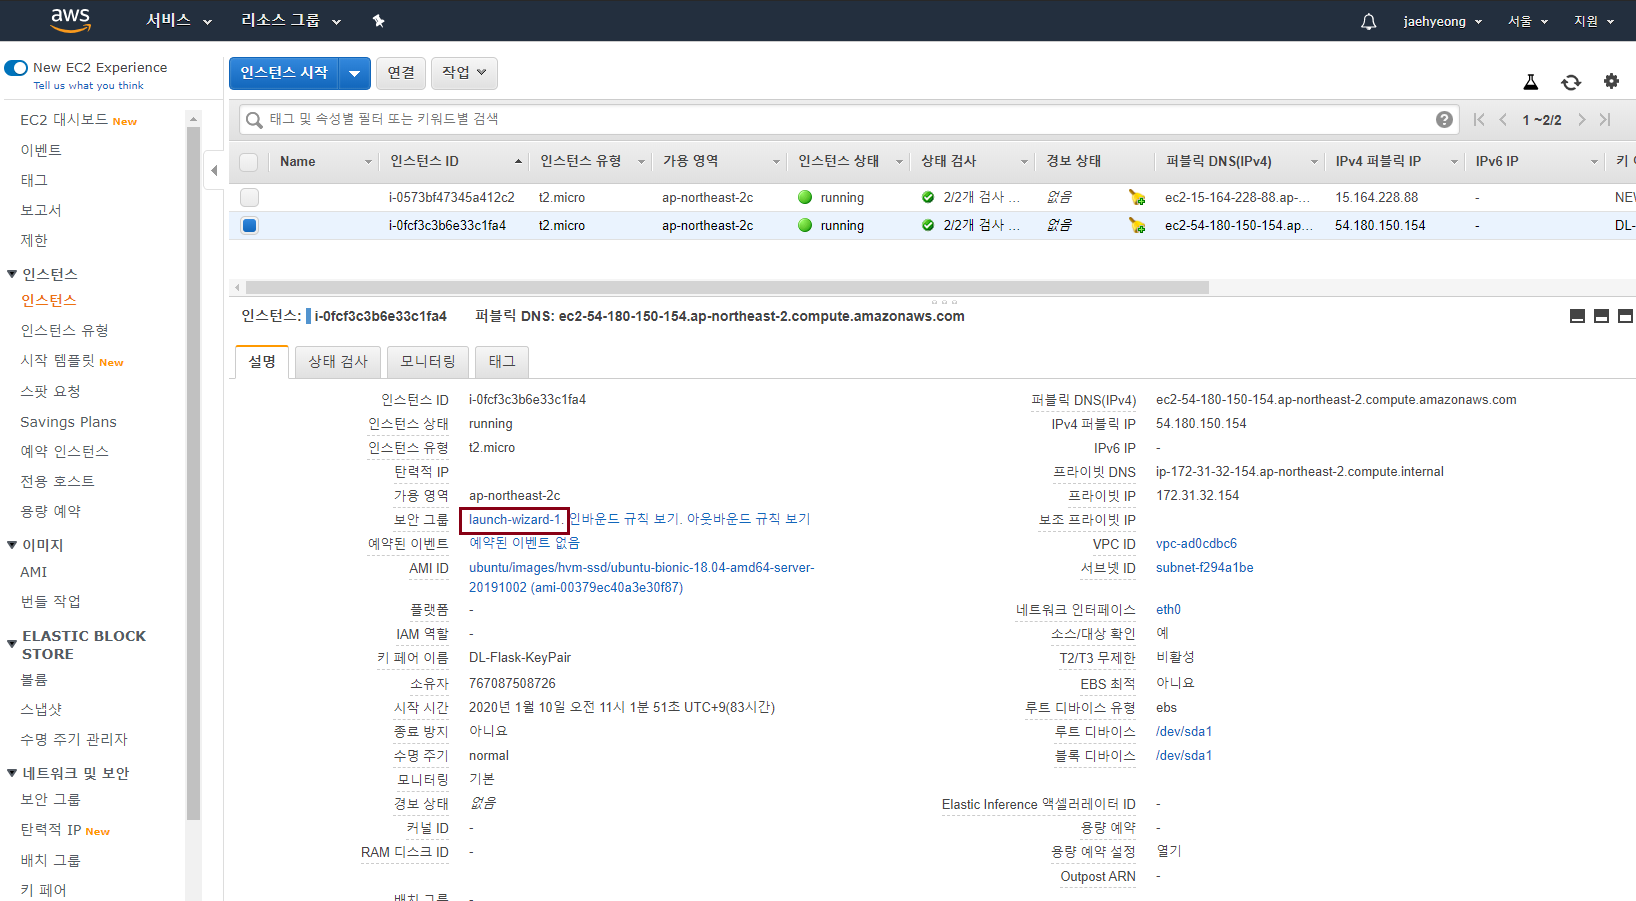 aws 서비스 리소스 그룹 jaehyeong 서울 지원
New EC2 Experience
Tell us what you think
EC2 대시보드 New
이벤트
태그
보고서
제한
인스턴스
인스턴스
인스턴스 유형
시작 템플릿 New
스팟 요청
Savings Plans
예약 인스턴스
전용 호스트
용량 예약
이미지
AMI
번들 작업
ELASTIC BLOCK
STORE
볼륨
스냅샷
수명 주기 관리자
네트워크 및 보안
보안 그룹
탄력적 IP New
배치 그룹
키 페어
인스턴스 시작 연결 작업
태그 및 속성별 필터 또는 키워드별 검색 1 ~2/2
Name 인스턴스 ID 인스턴스 유형 가용 영역 인스턴스 상태 상태 검사 경보 상태 퍼블릭 DNS(IPv4) IPv4 퍼블릭 IP IPv6 IP 키
i-0573bf47345a412c2 t2.micro ap-northeast-2c running 2/2개 검사 ... 없음 ec2-15-164-228-88.ap-... 15.164.228.88 - NEW
i-0fcf3c3b6e33c1fa4 t2.micro ap-northeast-2c running 2/2개 검사 ... 없음 ec2-54-180-150-154.ap... 54.180.150.154 - DL-
인스턴스: i-0fcf3c3b6e33c1fa4 퍼블릭 DNS: ec2-54-180-150-154.ap-northeast-2.compute.amazonaws.com
설명 상태 검사 모니터링 태그
인스턴스 ID i-0fcf3c3b6e33c1fa4
인스턴스 상태 running
인스턴스 유형 t2.micro
탄력적 IP
가용 영역 ap-northeast-2c
보안 그룹 launch-wizard-1. 인바운드 규칙 보기. 아웃바운드 규칙 보기
예약된 이벤트 예약된 이벤트 없음
AMI ID ubuntu/images/hvm-ssd/ubuntu-bionic-18.04-amd64-server-
20191002 (ami-00379ec40a3e30f87)
플랫폼 -
IAM 역할 -
키 페어 이름 DL-Flask-KeyPair
소유자 767087508726
시작 시간 2020년 1월 10일 오전 11시 1분 51초 UTC+9(83시간)
종료 방지 아니요
수명 주기 normal
모니터링 기본
경보 상태 없음
커널 ID -
RAM 디스크 ID -
배치 그룹 -
퍼블릭 DNS(IPv4) ec2-54-180-150-154.ap-northeast-2.compute.amazonaws.com
IPv4 퍼블릭 IP 54.180.150.154
IPv6 IP -
프라이빗 DNS ip-172-31-32-154.ap-northeast-2.compute.internal
프라이빗 IP 172.31.32.154
보조 프라이빗 IP
VPC ID vpc-ad0cdbc6
서브넷 ID subnet-f294a1be
네트워크 인터페이스 eth0
소스/대상 확인 예
T2/T3 무제한 비활성
EBS 최적 아니요
루트 디바이스 유형 ebs
루트 디바이스 /dev/sda1
블록 디바이스 /dev/sda1
Elastic Inference 액셀러레이터 ID -
용량 예약 -
용량 예약 설정 열기
Outpost ARN -